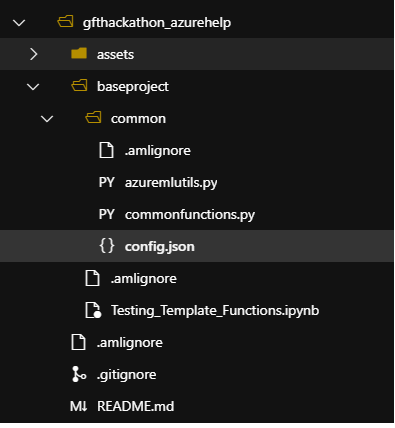 gfthackathon_azurehelp
assets
baseproject
common
.amlignore
PY azuremlutils.py
PY commonfunctions.py
{} config.json
.amlignore
Testing_Template_Functions.ipynb
.amlignore
.gitignore
M↓ README.md